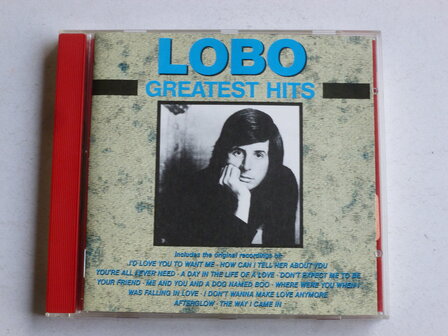 LOBO
GREATEST HITS
Includes the original recordings of:
I'D LOVE YOU TO WANT ME - HOW CAN I TELL HER ABOUT YOU
YOU'RE ALL I EVER NEED - A DAY IN THE LIFE OF A LOVE - DON'T EXPECT ME TO BE
YOUR FRIEND - ME AND YOU AND A DOG NAMED BOO - WHERE WERE YOU WHEN I
WAS FALLING IN LOVE - I DON'T WANNA MAKE LOVE ANYMORE
AFTERGLOW - THE WAY I CAME IN